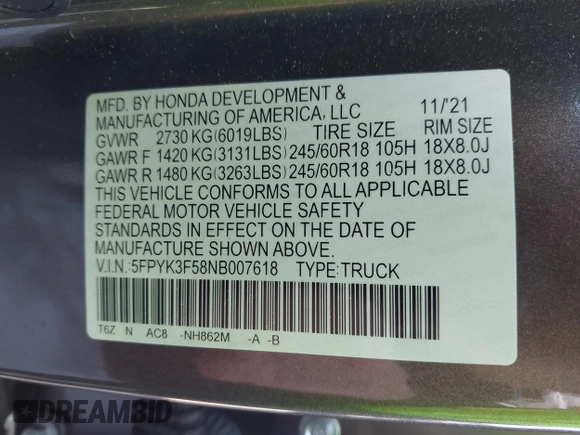 MFD. BY HONDA DEVELOPMENT &
MANUFACTURING OF AMERICA, LLC 11/'21
GVWR 2730 KG(6019LBS) TIRE SIZE RIM SIZE
GAWR F 1420 KG(3131LBS) 245/60R18 105H 18X8.0J
GAWR R 1480 KG(3263LBS) 245/60R18 105H 18X8.0J
THIS VEHICLE CONFORMS TO ALL APPLICABLE
FEDERAL MOTOR VEHICLE SAFETY
STANDARDS IN EFFECT ON THE DATE OF
MANUFACTURE SHOWN ABOVE.
V.I.N.:5FPYK3F58NB007618 TYPE:TRUCK
T6Z N AC8 -NH862M -A -B
DREAMBID